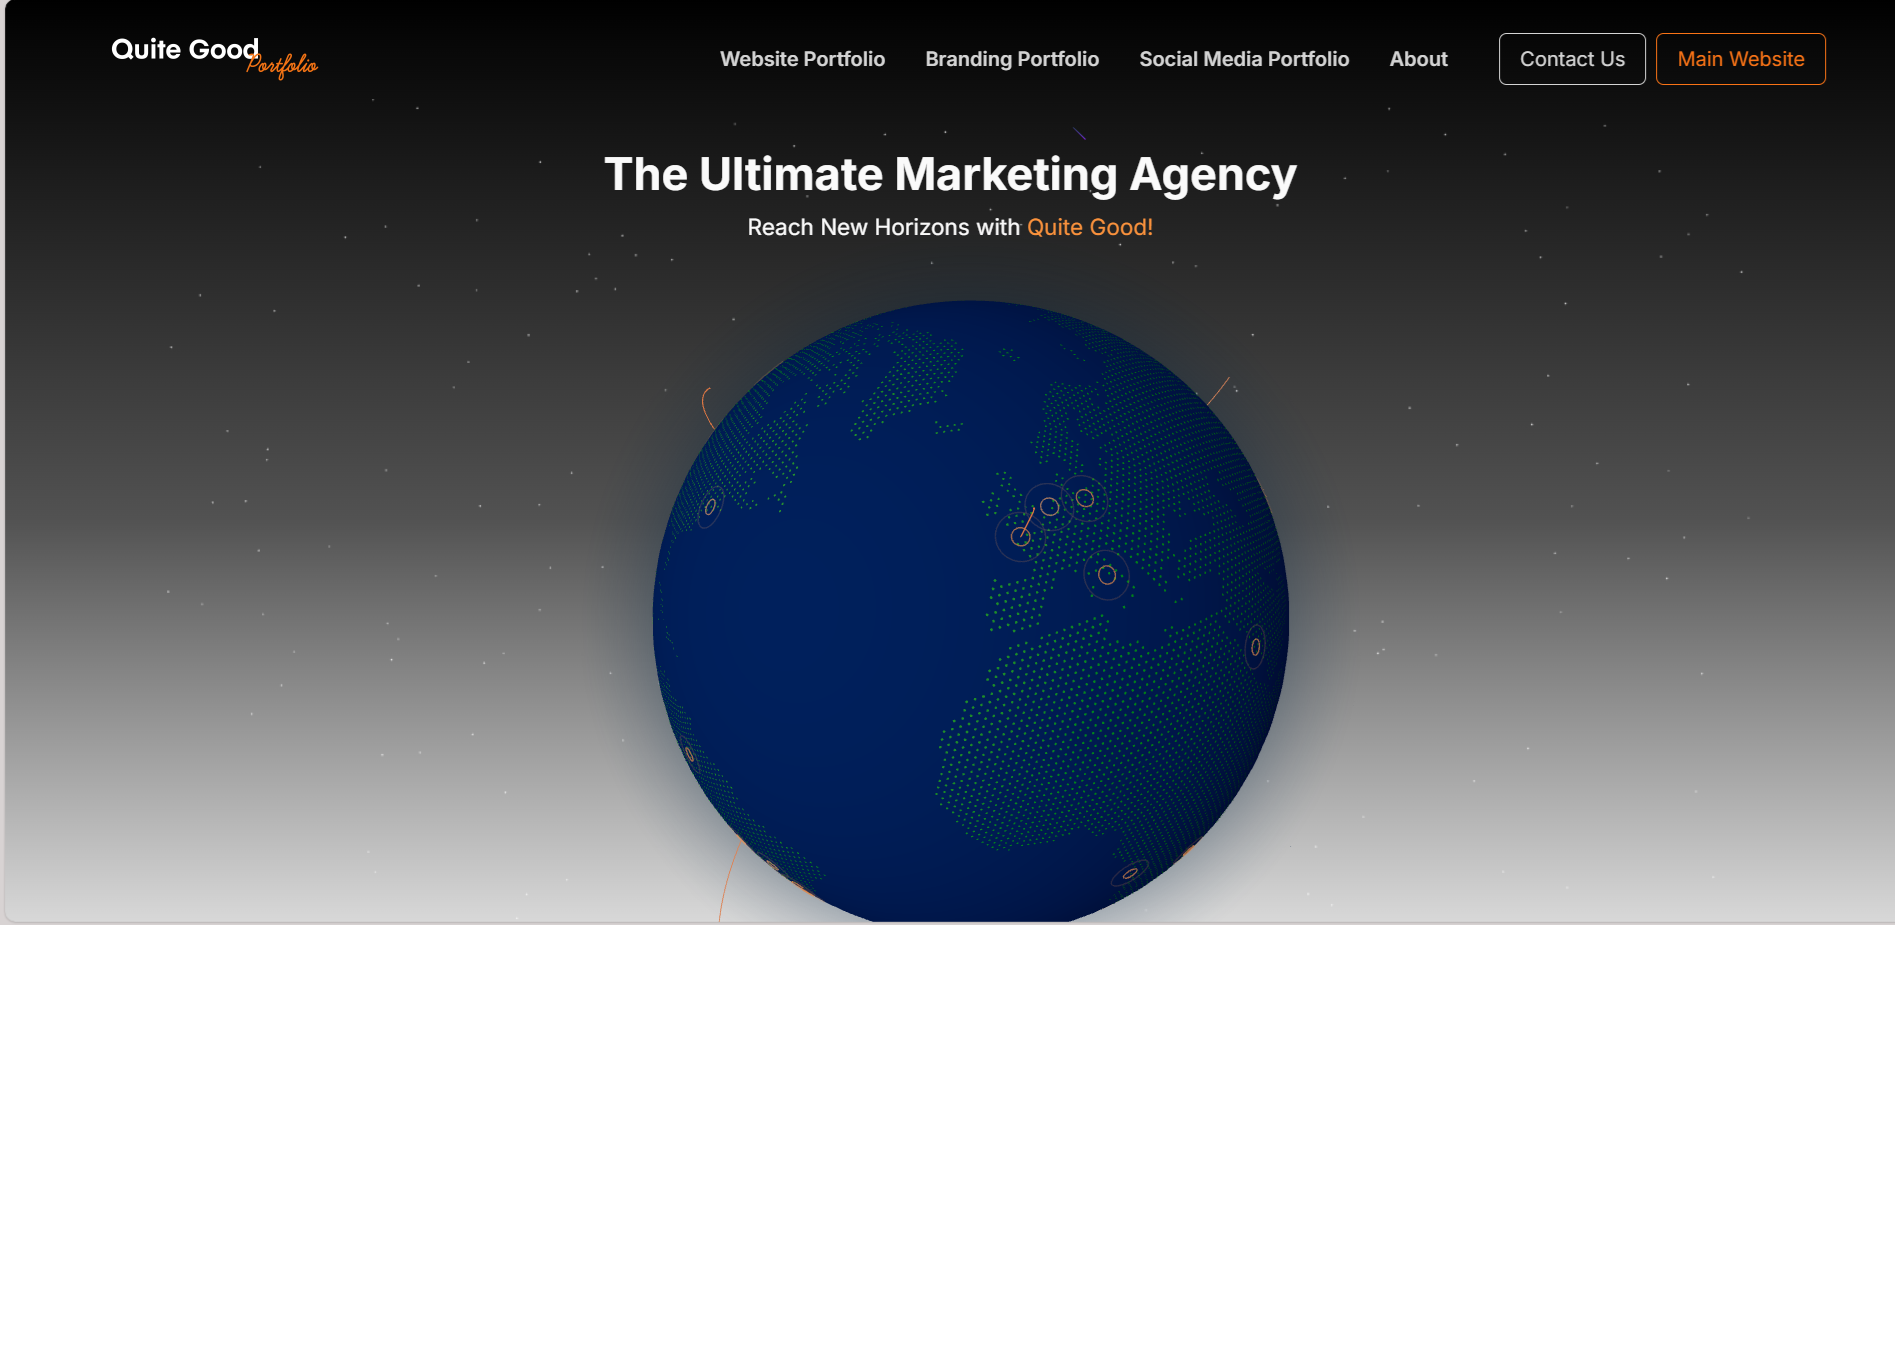 Quite Good
Portfolio
Website Portfolio
Branding Portfolio
Social Media Portfolio
About
Contact Us
Main Website
The Ultimate Marketing Agency
Reach New Horizons with Quite Good!